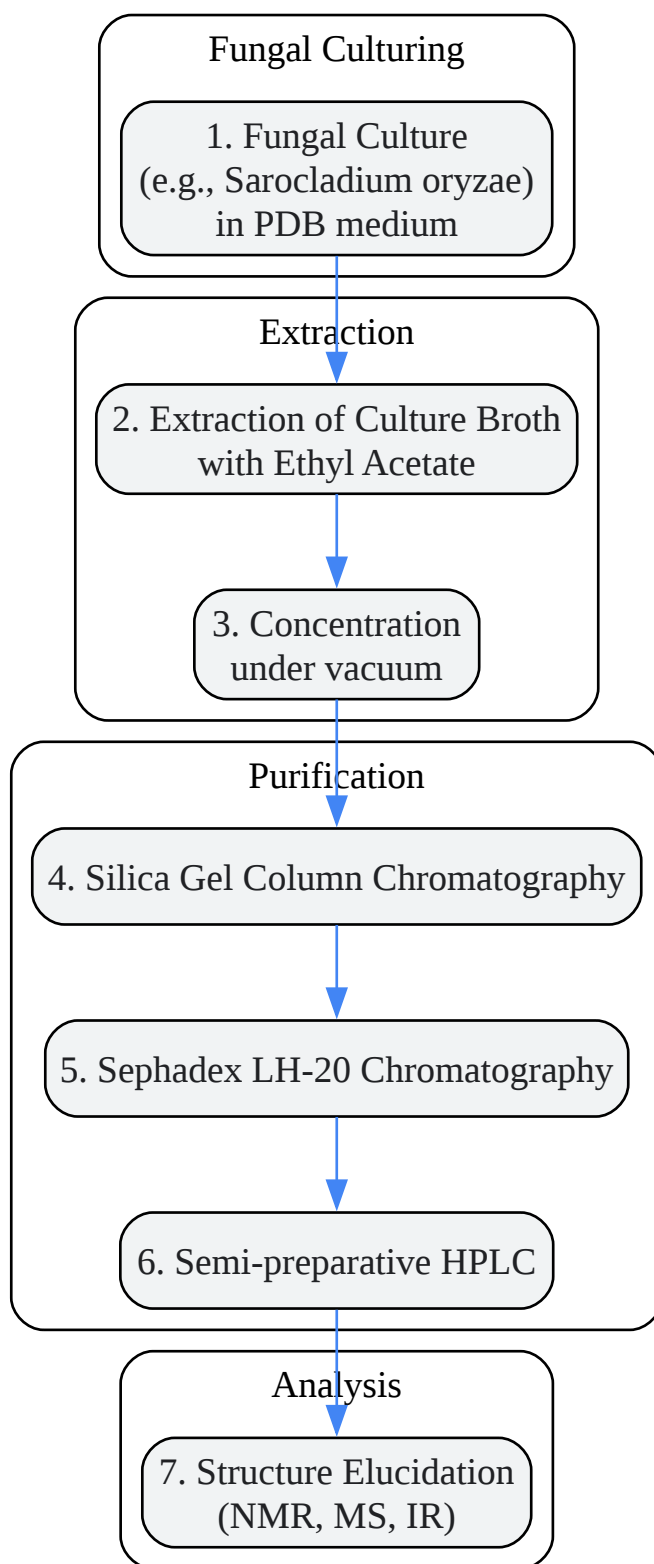 Fungal Culturing
1. Fungal Culture
(e.g., Sarocladium oryzae)
in PDB medium
Extraction
2. Extraction of Culture Broth
with Ethyl Acetate
3. Concentration
under vacuum
Purification
4. Silica Gel Column Chromatography
5. Sephadex LH-20 Chromatography
6. Semi-preparative HPLC
Analysis
7. Structure Elucidation
(NMR, MS, IR)